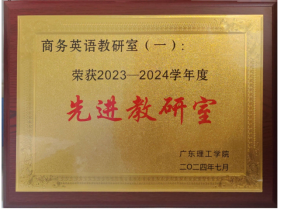 商务英语教研室（一）：
荣获2023—2024学年度
先进教研室
广东理工学院
二〇二四年七月